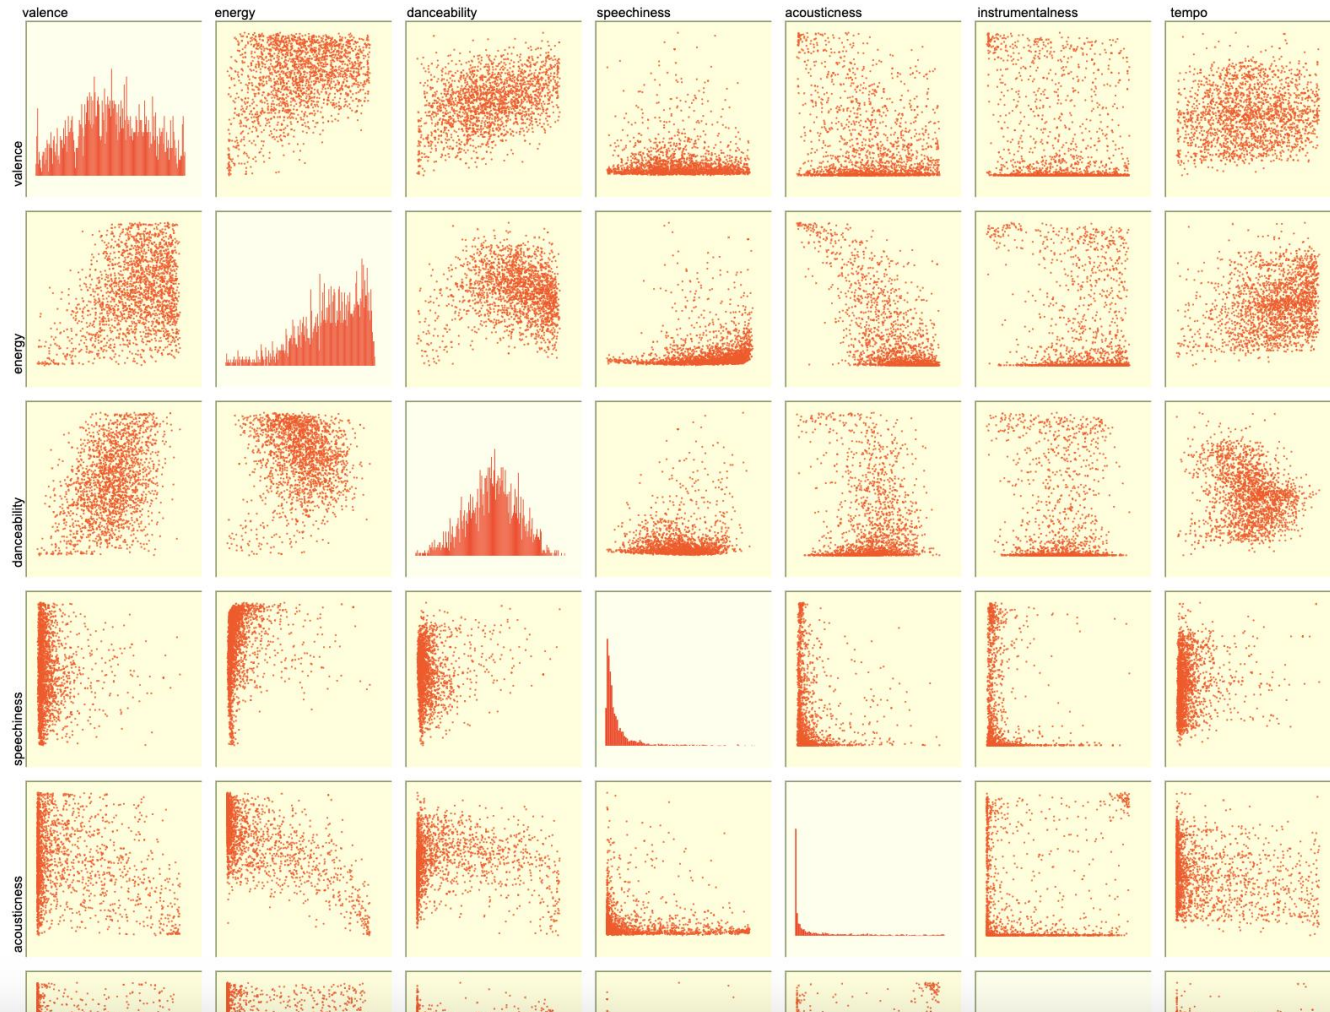 valence energy danceability speechiness acousticness instrumentalness tempo
valence
energy
danceability
speechiness
acousticness